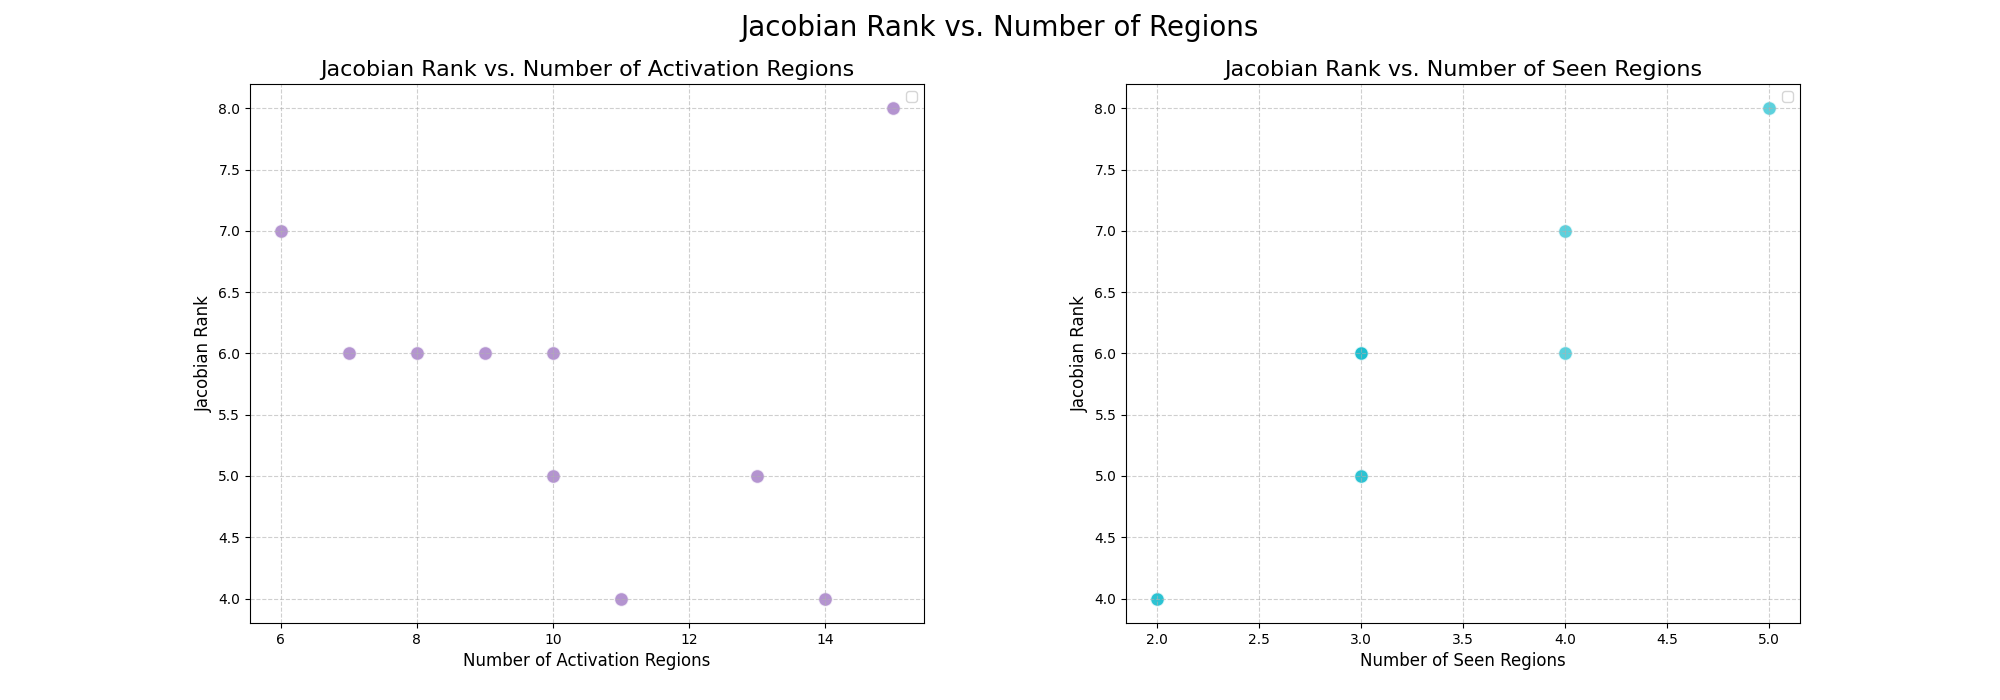 Jacobian Rank vs. Number of Regions
Jacobian Rank vs. Number of Activation Regions
8.0
7.5
7.0
6.5
6.0
5.5
5.0
4.5
4.0
Jacobian Rank
6 8 10 12 14
Number of Activation Regions
Jacobian Rank vs. Number of Seen Regions
8.0
7.5
7.0
6.5
6.0
5.5
5.0
4.5
4.0
Jacobian Rank
2.0 2.5 3.0 3.5 4.0 4.5 5.0
Number of Seen Regions